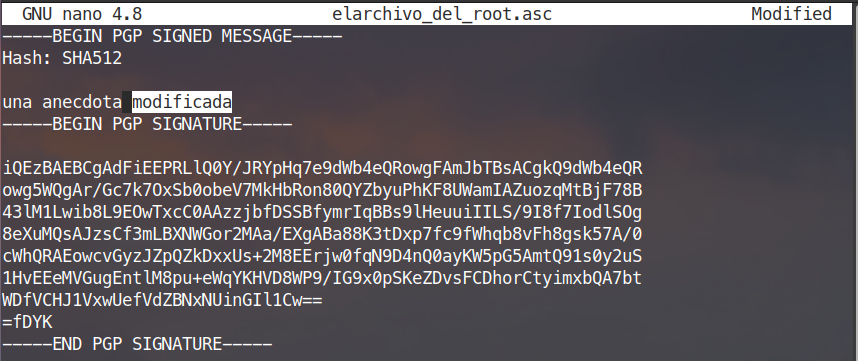 GNU nano 4.8 elarchivo_del_root.asc Modified
-----BEGIN PGP SIGNED MESSAGE-----
Hash: SHA512
una anecdota modificada
-----BEGIN PGP SIGNATURE-----
iQEzBAEBCgAdFiEEPRLlQ0Y/JRYpHq7e9dWb4eQRowgFAmJbTBsACgkQ9dWb4eQR
owg5WQgAr/Gc7k7OxSb0obeV7MkHbRon80QYZbyuPhKF8UWamIAZuozqMtBjF78B
43lM1Lwib8L9EOwTxcC0AAzzjbfDSSBfymrIqBBs9lHeuuiIILS/9I8f7IodlSOg
8eXuMQsAJzsCf3mLBXNWGor2MAa/EXgABa88K3tDxp7fc9fWhqb8vFh8gsk57A/0
cWhQRAEowcvGyzJZpQZkDxxUs+2M8EErjw0fqN9D4nQ0ayKW5pG5AmtQ91s0y2uS
1HvEEeMVGugEntlM8pu+eWqYKHVD8WP9/IG9x0pSKeZDvsFCDhorCtyimxbQA7bt
WDfVCHJ1VxwUefVdZBNxNUinGIl1Cw==
=fDYK
-----END PGP SIGNATURE-----